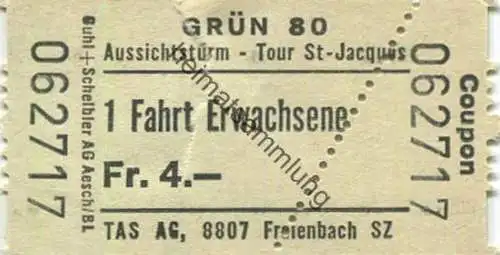 GRÜN 80
Aussichtsturm - Tour St-Jacques
1 Fahrt Erwachsene
Fr. 4.—
TAS AG, 8807 Freienbach SZ
062717
Guhl + Scheibler AG Aesch/BL
Coupon
062717
heimatsammlung